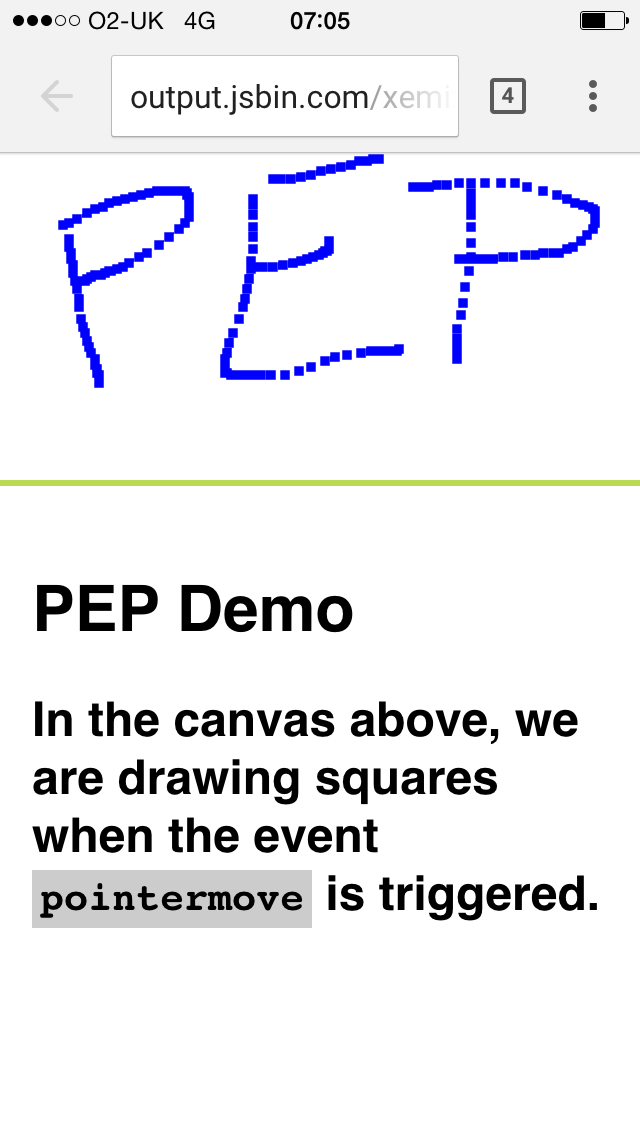 O2-UK 4G 07:05
output.jsbin.com/xemi
4
PEP
PEP Demo
In the canvas above, we
are drawing squares
when the event
pointermove is triggered.